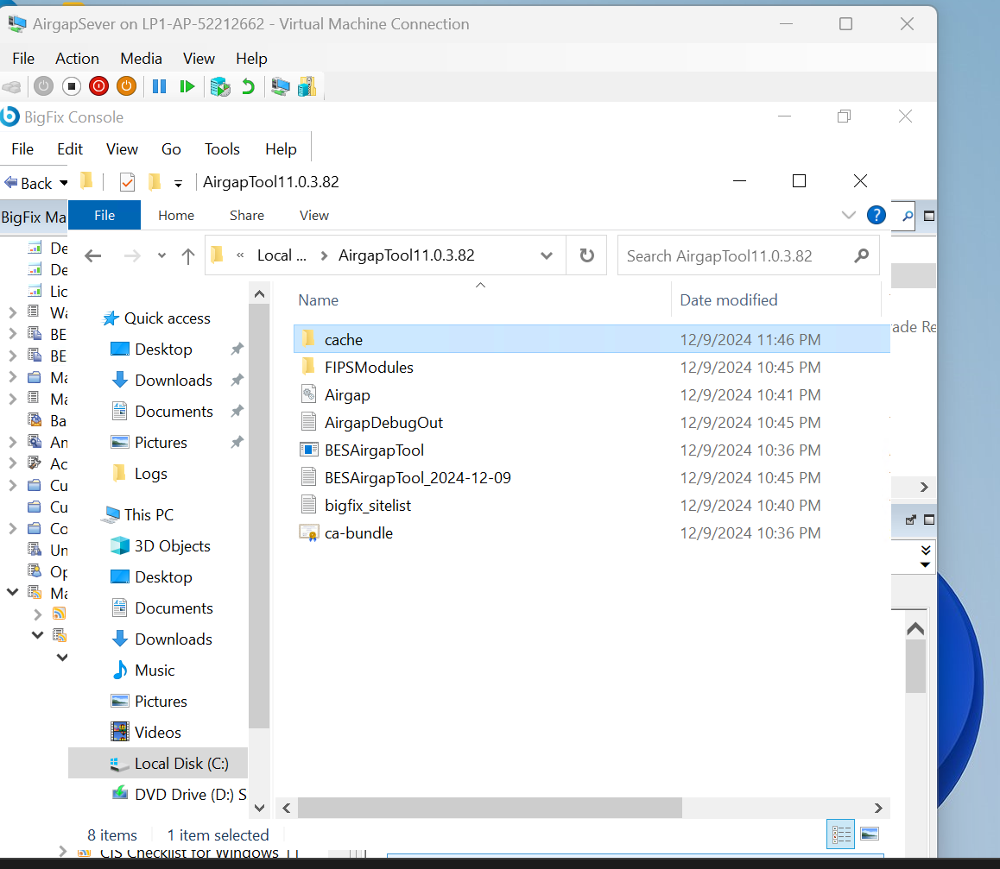 AirgapSever on LP1-AP-52212662 - Virtual Machine Connection
File Action Media View Help
BigFix Console
File Edit View Go Tools Help
Back AirgapTool11.0.3.82
BigFix Ma File Home Share View
« Local ... AirgapTool11.0.3.82 Search AirgapTool11.0.3.82
Name Date modified
De
De
Lic
Wa
BE
BE
Ma
Ma
Ba
An
Ac
Cu
Cu
Co
Un
Op
Ma
Quick access
Desktop
Downloads
Documents
Pictures
Logs
This PC
3D Objects
Desktop
Documents
Downloads
Music
Pictures
Videos
Local Disk (C:)
DVD Drive (D:) S
cache 12/9/2024 11:46 PM
FIPSModules 12/9/2024 10:45 PM
Airgap 12/9/2024 10:41 PM
AirgapDebugOut 12/9/2024 10:45 PM
BESAirgapTool 12/9/2024 10:36 PM
BESAirgapTool_2024-12-09 12/9/2024 10:45 PM
bigfix_sitelist 12/9/2024 10:40 PM
ca-bundle 12/9/2024 10:36 PM
ade Re
8 items 1 item selected
CIS Checklist for Windows 11